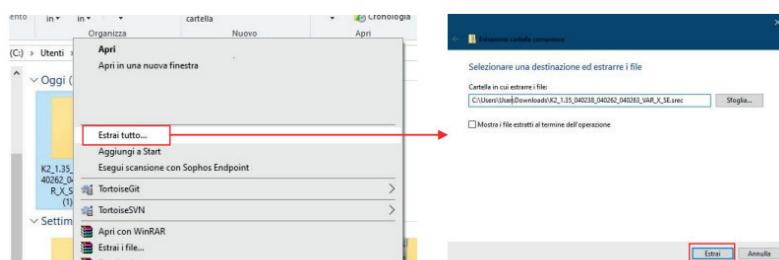 in
in
cartella
Cronologia
Organizza
Nuovo
Apri
(C:) > Utenti >
Oggi (
K2_1.35_
R_X_S
(1)
Settim
Apri
Apri in una nuova finestra
Estrai tutto...
Aggiungi a Start
Esegui scansione con Sophos Endpoint
TortoiseGit
TortoiseSVN
Apri con WinRAR
Estrai i file...
Estrazione cartelle compresse
Selezionare una destinazione ed estrarre i file
Cartella in cui estrarre i file:
C:\Users\User\Downloads\K2_1.35_040238_040262_040263_VAR_X_SE.srec
Sfoglia...
Mostra i file estratti al termine dell'operazione
Estrai Annulla